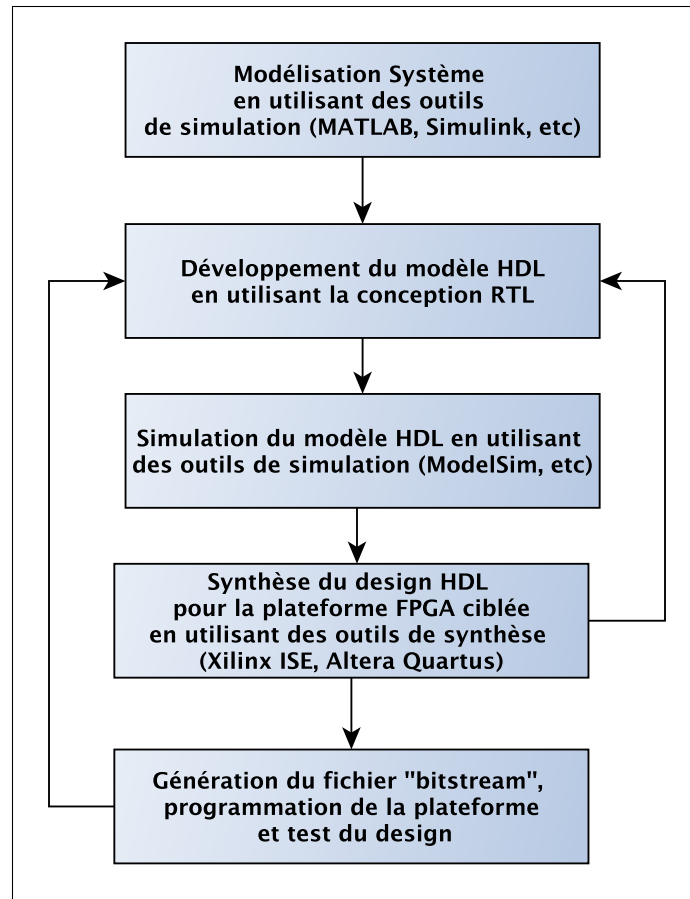 Modélisation Système
en utilisant des outils
de simulation (MATLAB, Simulink, etc)
Développement du modèle HDL
en utilisant la conception RTL
Simulation du modèle HDL en utilisant
des outils de simulation (ModelSim, etc)
Synthèse du design HDL
pour la plateforme FPGA ciblée
en utilisant des outils de synthèse
(Xilinx ISE, Altera Quartus)
Génération du fichier "bitstream",
programmation de la plateforme
et test du design